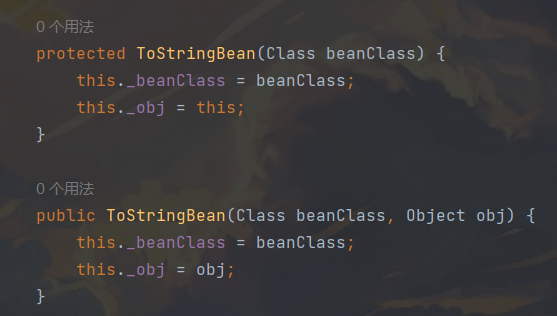 0 个用法
protected ToStringBean(Class beanClass) {
    this._beanClass = beanClass;
    this._obj = this;
}
0 个用法
public ToStringBean(Class beanClass, Object obj) {
    this._beanClass = beanClass;
    this._obj = obj;
}